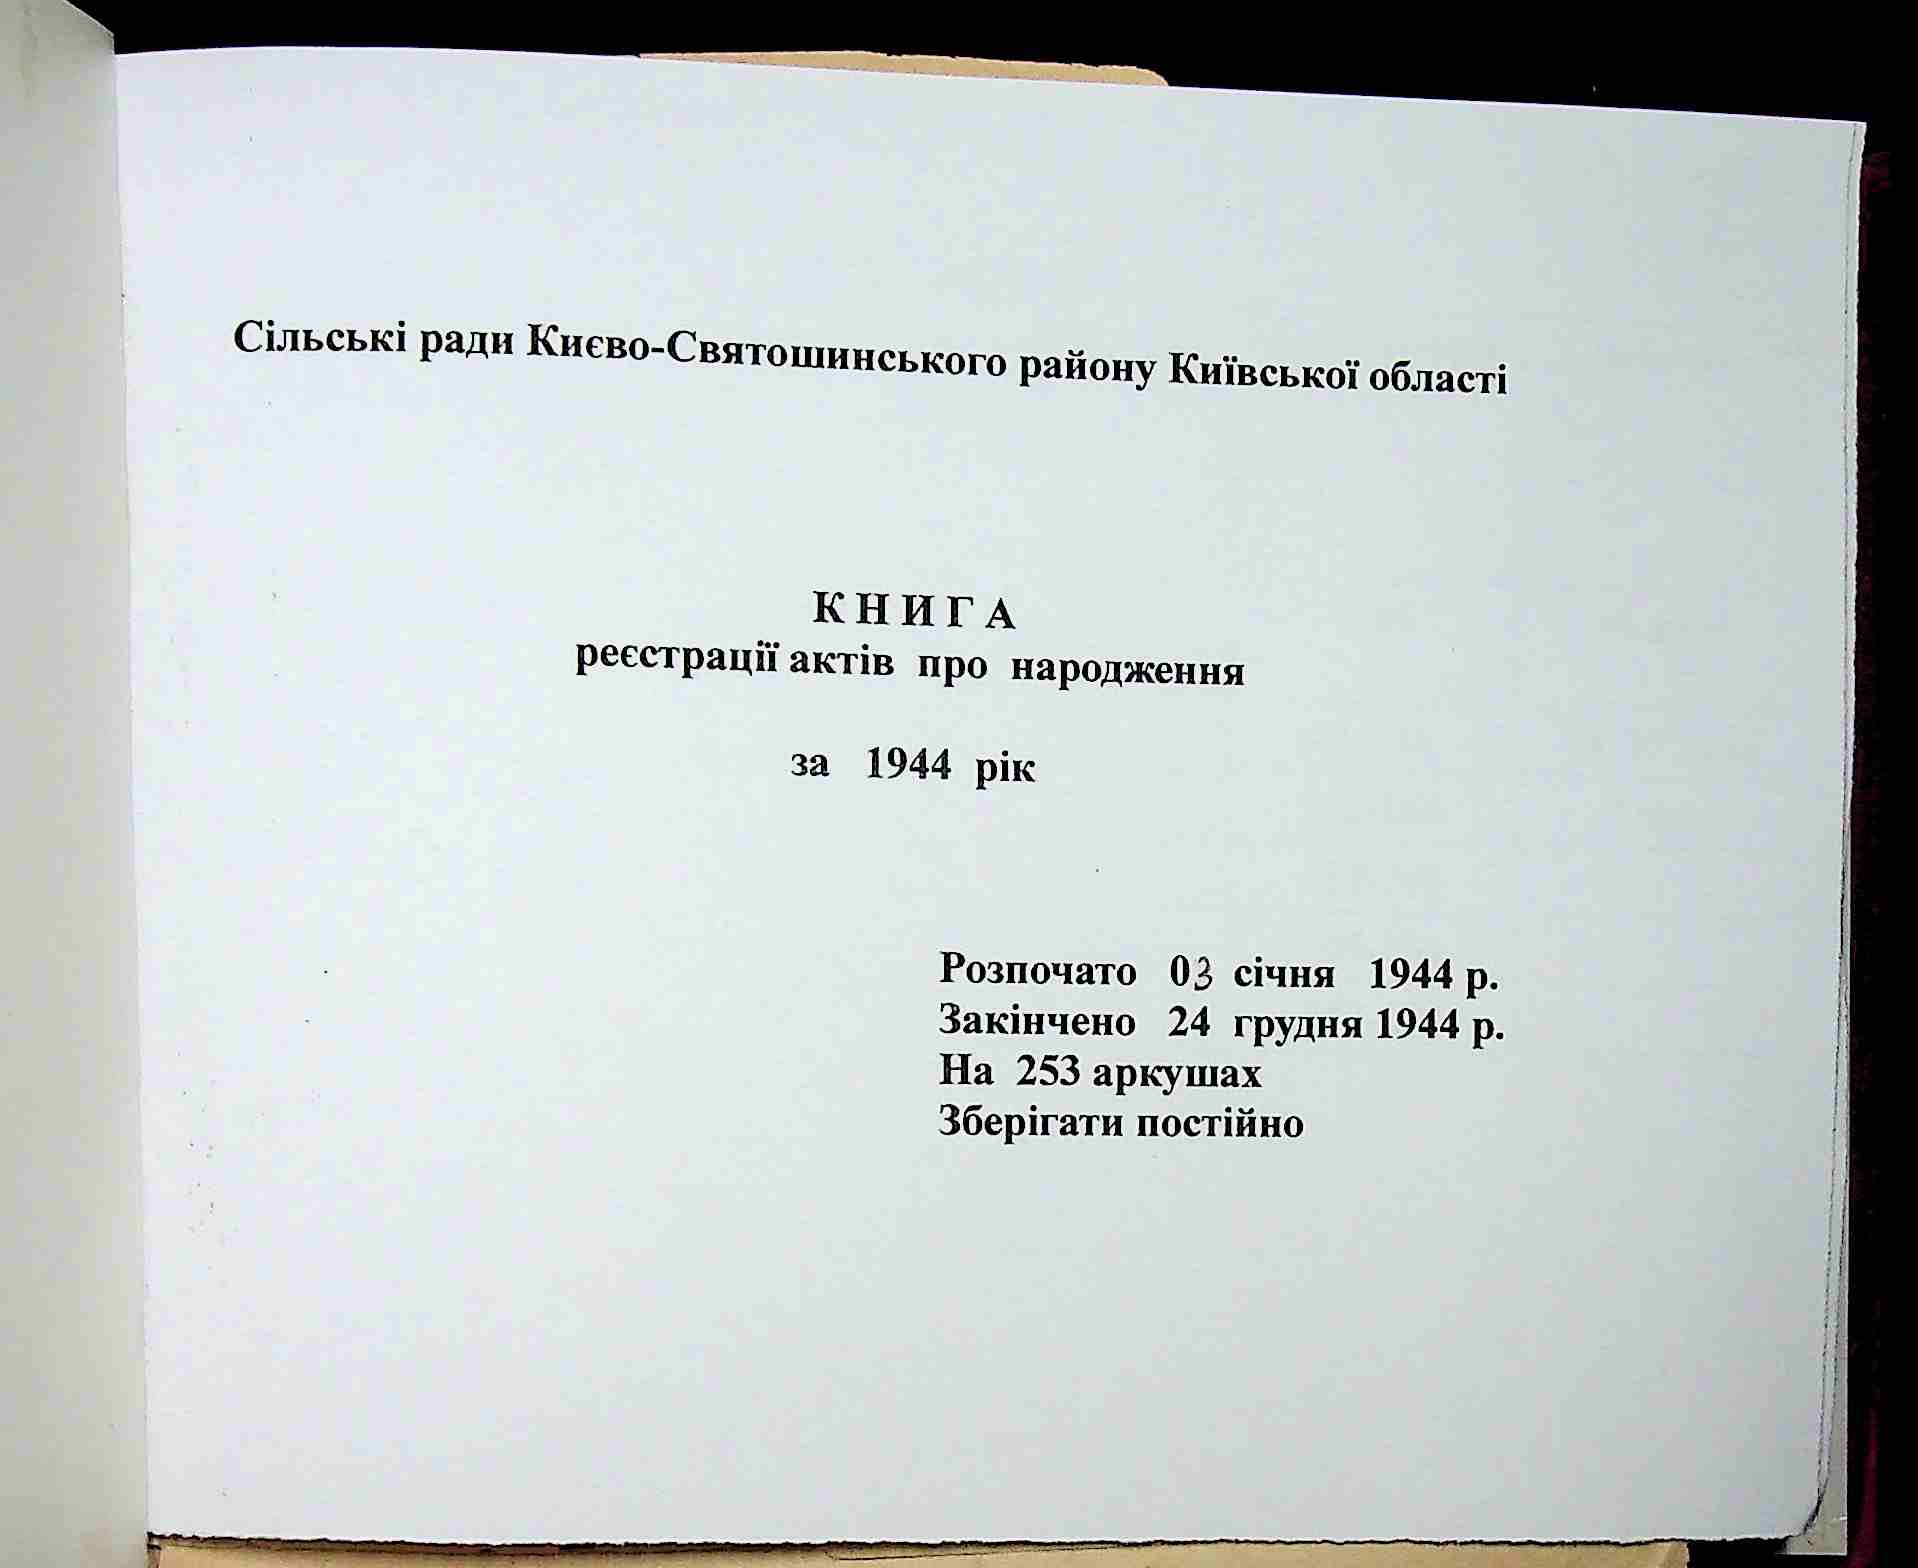 Сільські ради Києво-Святошинського району Київської області
К Н И Г А
реєстрації актів про народження
за 1944 рік
Розпочато 03 січня 1944 р.
Закінчено 24 грудня 1944 р.
На 253 аркушах
Зберігати постійно